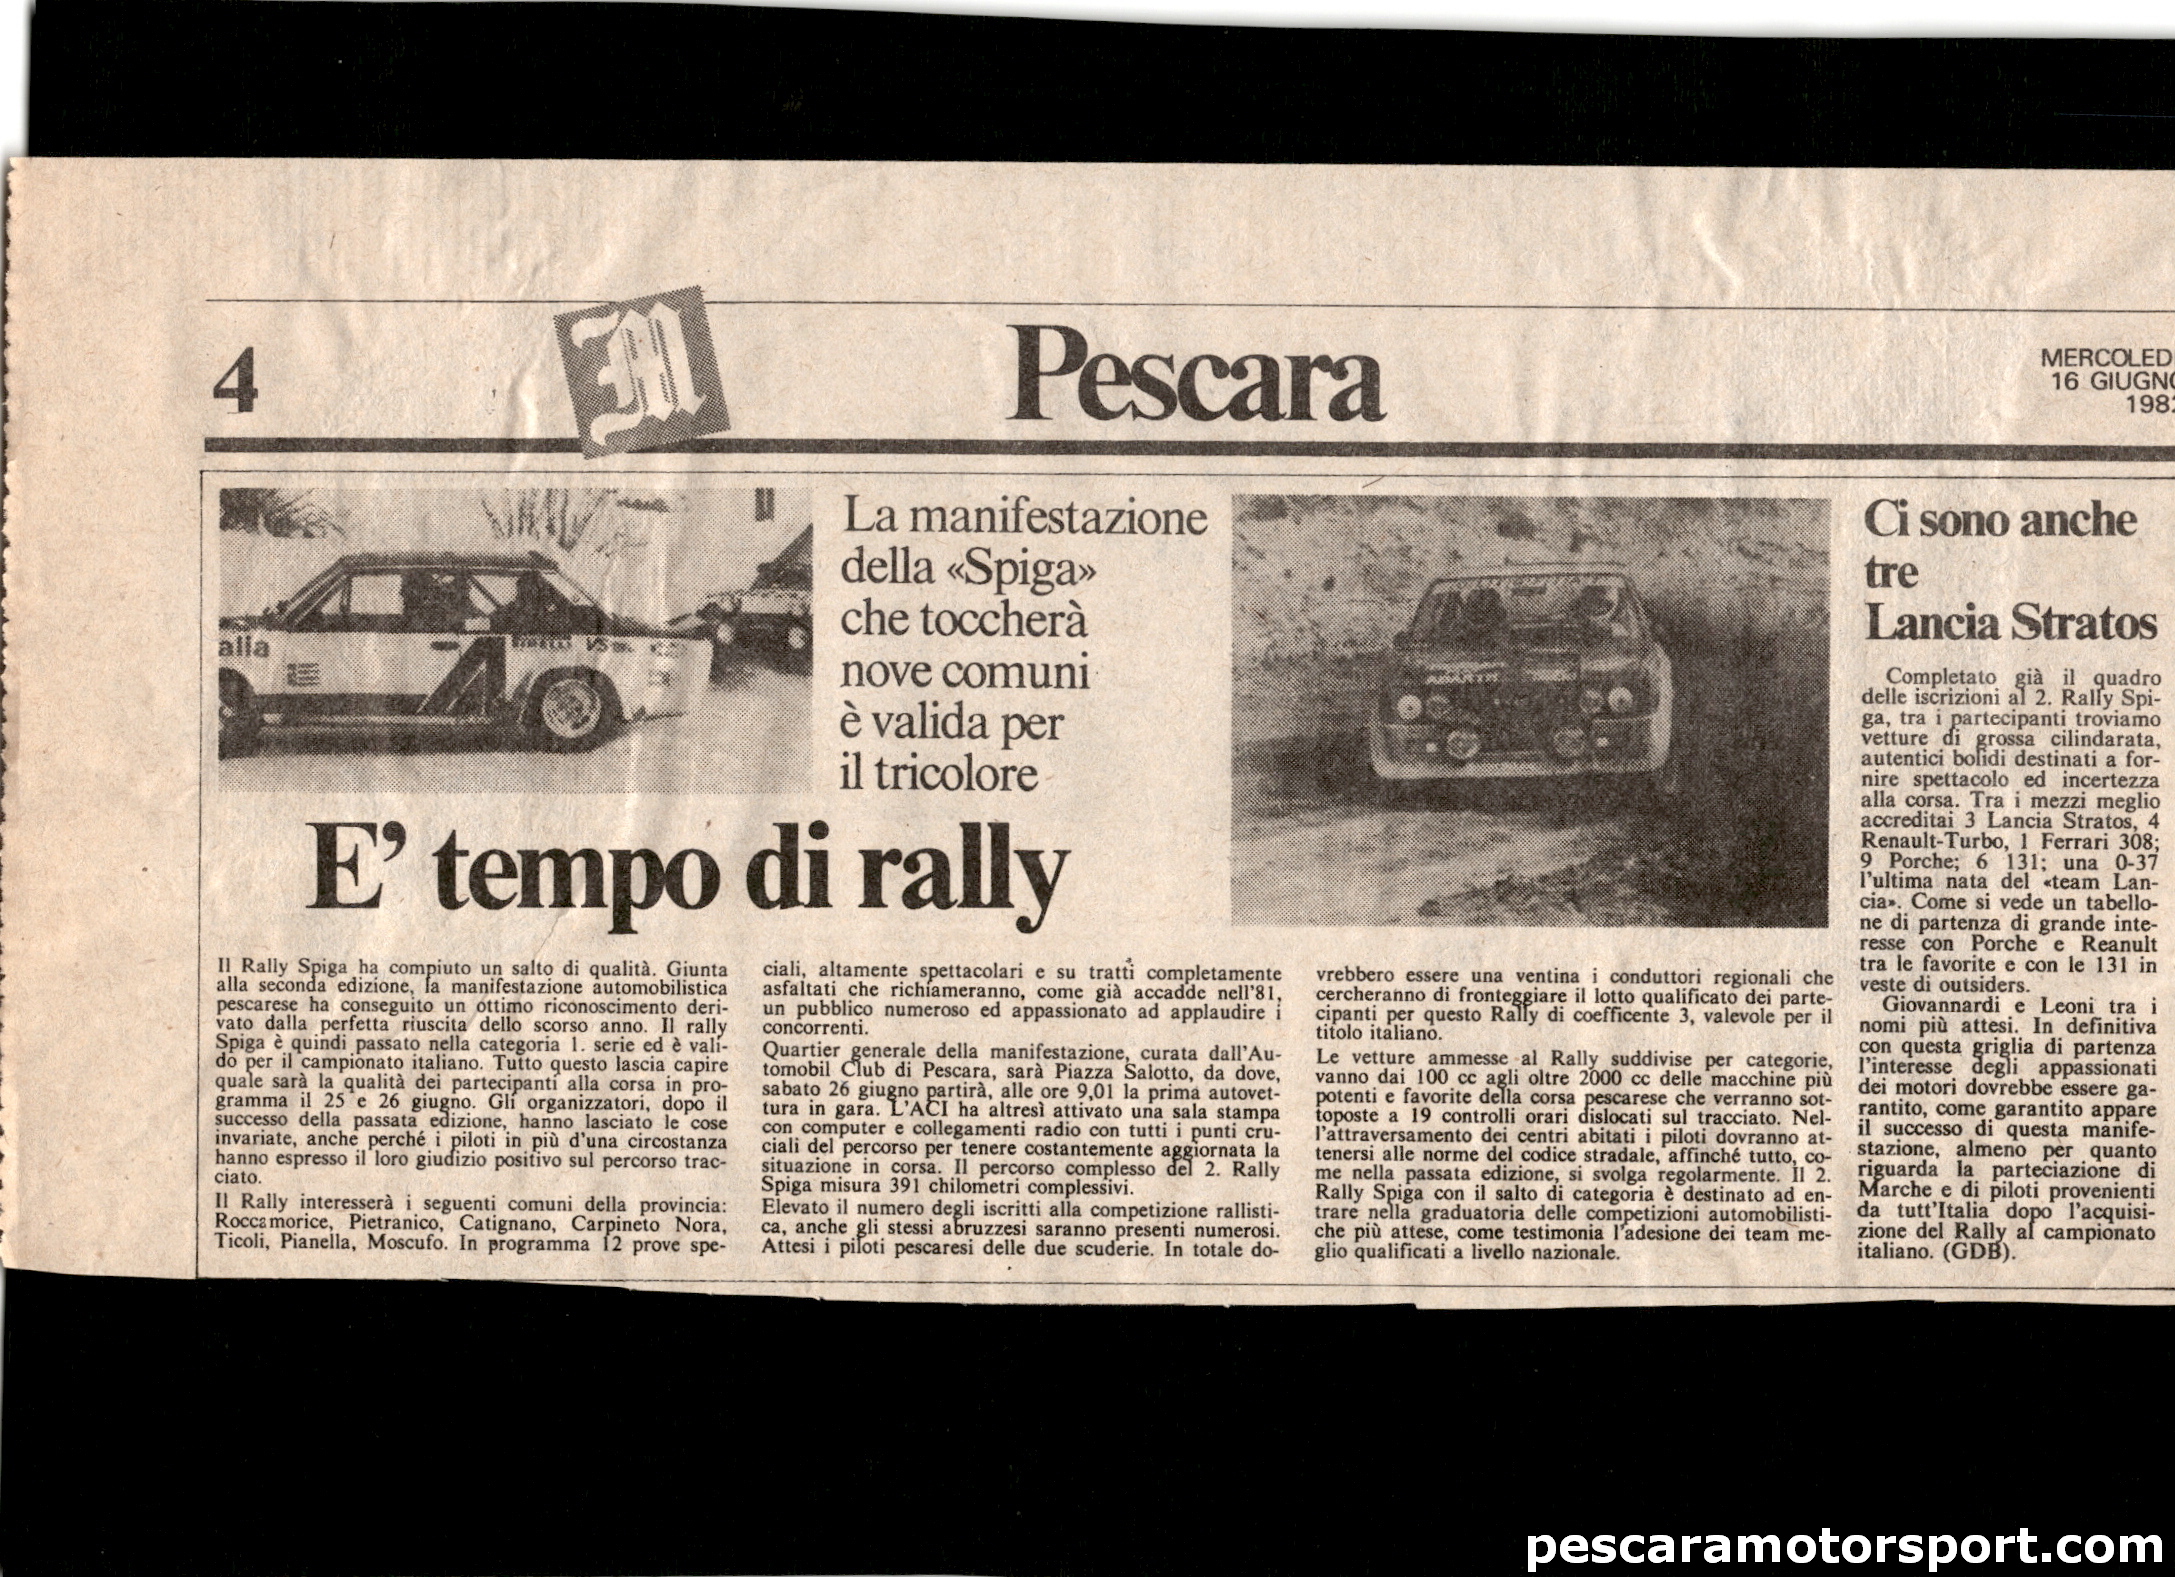 4
M
Pescara
MERCOLEDÌ
16 GIUGNO
1982
La manifestazione
della «Spiga»
che toccherà
nove comuni
è valida per
il tricolore
alla
PIRELLI
ABARTH
E' tempo di rally
Il Rally Spiga ha compiuto un salto di qualità. Giunta
alla seconda edizione, la manifestazione automobilistica
pescarese ha conseguito un ottimo riconoscimento deri-
vato dalla perfetta riuscita dello scorso anno. Il rally
Spiga è quindi passato nella categoria 1. serie ed è vali-
do per il campionato italiano. Tutto questo lascia capire
quale sarà la qualità dei partecipanti alla corsa in pro-
gramma il 25 e 26 giugno. Gli organizzatori, dopo il
successo della passata edizione, hanno lasciato le cose
invariate, anche perché i piloti in più d'una circostanza
hanno espresso il loro giudizio positivo sul percorso trac-
ciato.
Il Rally interesserà i seguenti comuni della provincia:
Roccamorice, Pietranico, Catignano, Carpineto Nora,
Ticoli, Pianella, Moscufo. In programma 12 prove spe-
ciali, altamente spettacolari e su tratti completamente
asfaltati che richiameranno, come già accadde nell'81,
un pubblico numeroso ed appassionato ad applaudire i
concorrenti.
Quartier generale della manifestazione, curata dall'Au-
tomobil Club di Pescara, sarà Piazza Salotto, da dove,
sabato 26 giugno partirà, alle ore 9,01 la prima autovet-
tura in gara. L'ACI ha altresì attivato una sala stampa
con computer e collegamenti radio con tutti i punti cru-
ciali del percorso per tenere costantemente aggiornata la
situazione in corsa. Il percorso complesso del 2. Rally
Spiga misura 391 chilometri complessivi.
Elevato il numero degli iscritti alla competizione rallisti-
ca, anche gli stessi abruzzesi saranno presenti numerosi.
Attesi i piloti pescaresi delle due scuderie. In totale do-
vrebbero essere una ventina i conduttori regionali che
cercheranno di fronteggiare il lotto qualificato dei parte-
cipanti per questo Rally di coefficente 3, valevole per il
titolo italiano.
Le vetture ammesse al Rally suddivise per categorie,
vanno dai 100 cc agli oltre 2000 cc delle macchine più
potenti e favorite della corsa pescarese che verranno sot-
toposte a 19 controlli orari dislocati sul tracciato. Nel-
l'attraversamento dei centri abitati i piloti dovranno at-
tenersi alle norme del codice stradale, affinché tutto, co-
me nella passata edizione, si svolga regolarmente. Il 2.
Rally Spiga con il salto di categoria è destinato ad en-
trare nella graduatoria delle competizioni automobilisti-
che più attese, come testimonia l'adesione dei team me-
glio qualificati a livello nazionale.
Ci sono anche
tre
Lancia Stratos
Completato già il quadro
delle iscrizioni al 2. Rally Spi-
ga, tra i partecipanti troviamo
vetture di grossa cilindarata,
autentici bolidi destinati a for-
nire spettacolo ed incertezza
alla corsa. Tra i mezzi meglio
accreditai 3 Lancia Stratos, 4
Renault-Turbo, 1 Ferrari 308;
9 Porche; 6 131; una 0-37
l'ultima nata del «team Lan-
cia». Come si vede un tabello-
ne di partenza di grande inte-
resse con Porche e Reanult
tra le favorite e con le 131 in
veste di outsiders.
Giovannardi e Leoni tra i
nomi più attesi. In definitiva
con questa griglia di partenza
l'interesse degli appassionati
dei motori dovrebbe essere ga-
rantito, come garantito appare
il successo di questa manife-
stazione, almeno per quanto
riguarda la parteciazione di
Marche e di piloti provenienti
da tutt'Italia dopo l'acquisi-
zione del Rally al campionato
italiano. (GDB).
pescaramotorsport.com